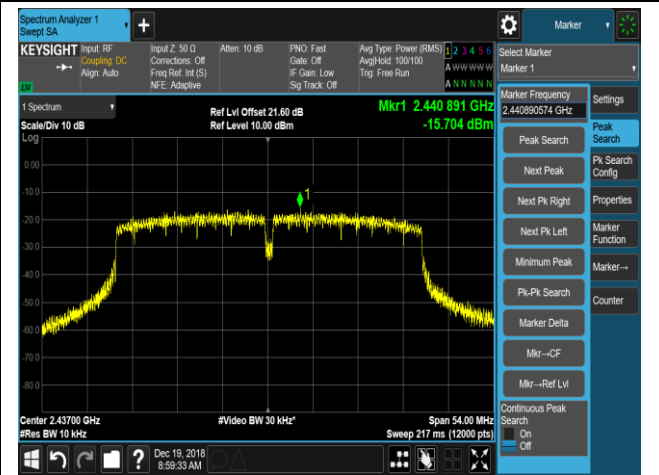 Spectrum Analyzer 1
Swept SA
+
Marker
KEYSIGHT
Input: RF
Coupling: DC
Align: Auto
Input Z: 50 Ω
Corrections: Off
Freq Ref: Int (S)
NFE: Adaptive
Atten: 10 dB
PNO: Fast
Gate: Off
IF Gain: Low
Sig Track: Off
Avg Type: Power (RMS)
Avg|Hold: 100/100
Trig: Free Run
1 2 3 4 5 6
A W W W W W
A N N N N N
Select Marker
Marker 1
1 Spectrum
Scale/Div 10 dB
Log
Ref Lvl Offset 21.60 dB
Ref Level 10.00 dBm
Mkr1 2.440 891 GHz
-15.704 dBm
0.00
-10.0
-20.0
-30.0
-40.0
-50.0
-60.0
-70.0
-80.0
1
Center 2.43700 GHz
#Res BW 10 kHz
#Video BW 30 kHz*
Span 54.00 MHz
Sweep 217 ms (12000 pts)
Marker Frequency
2.440890574 GHz
Peak Search
Next Peak
Next Pk Right
Next Pk Left
Minimum Peak
Pk-Pk Search
Marker Delta
Mkr→CF
Mkr→Ref Lvl
Continuous Peak
Search
On
Off
Settings
Peak
Search
Pk Search
Config
Properties
Marker
Function
Marker→
Counter
?
Dec 19, 2018
8:59:33 AM